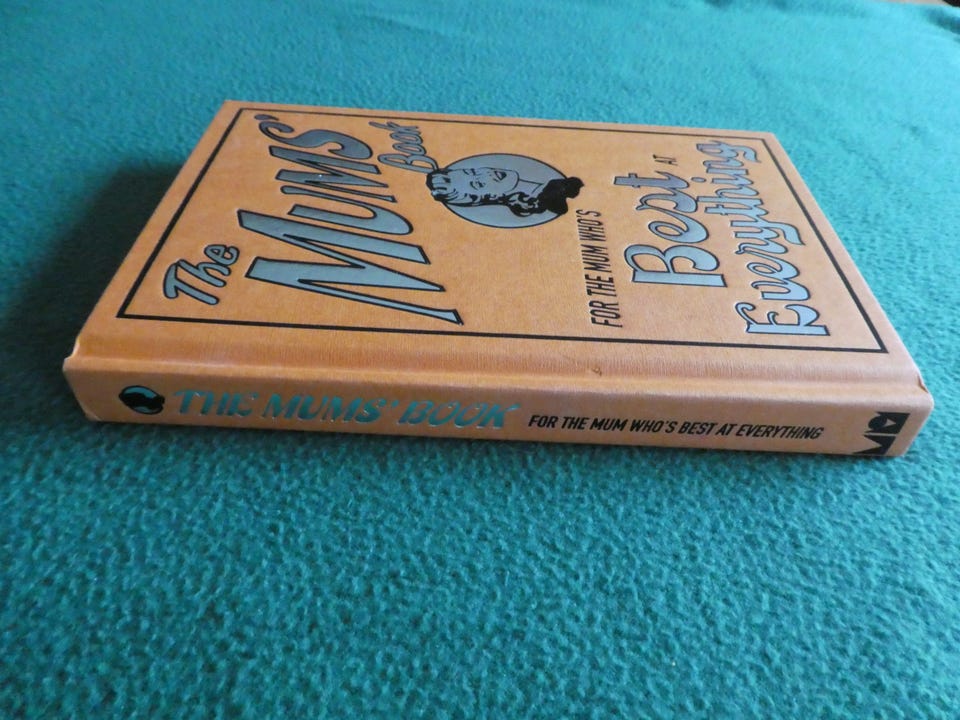 The
MUMS'
Book
FOR THE MUM WHO'S
Best AT
Everything
THE MUMS' BOOK FOR THE MUM WHO'S BEST AT EVERYTHING